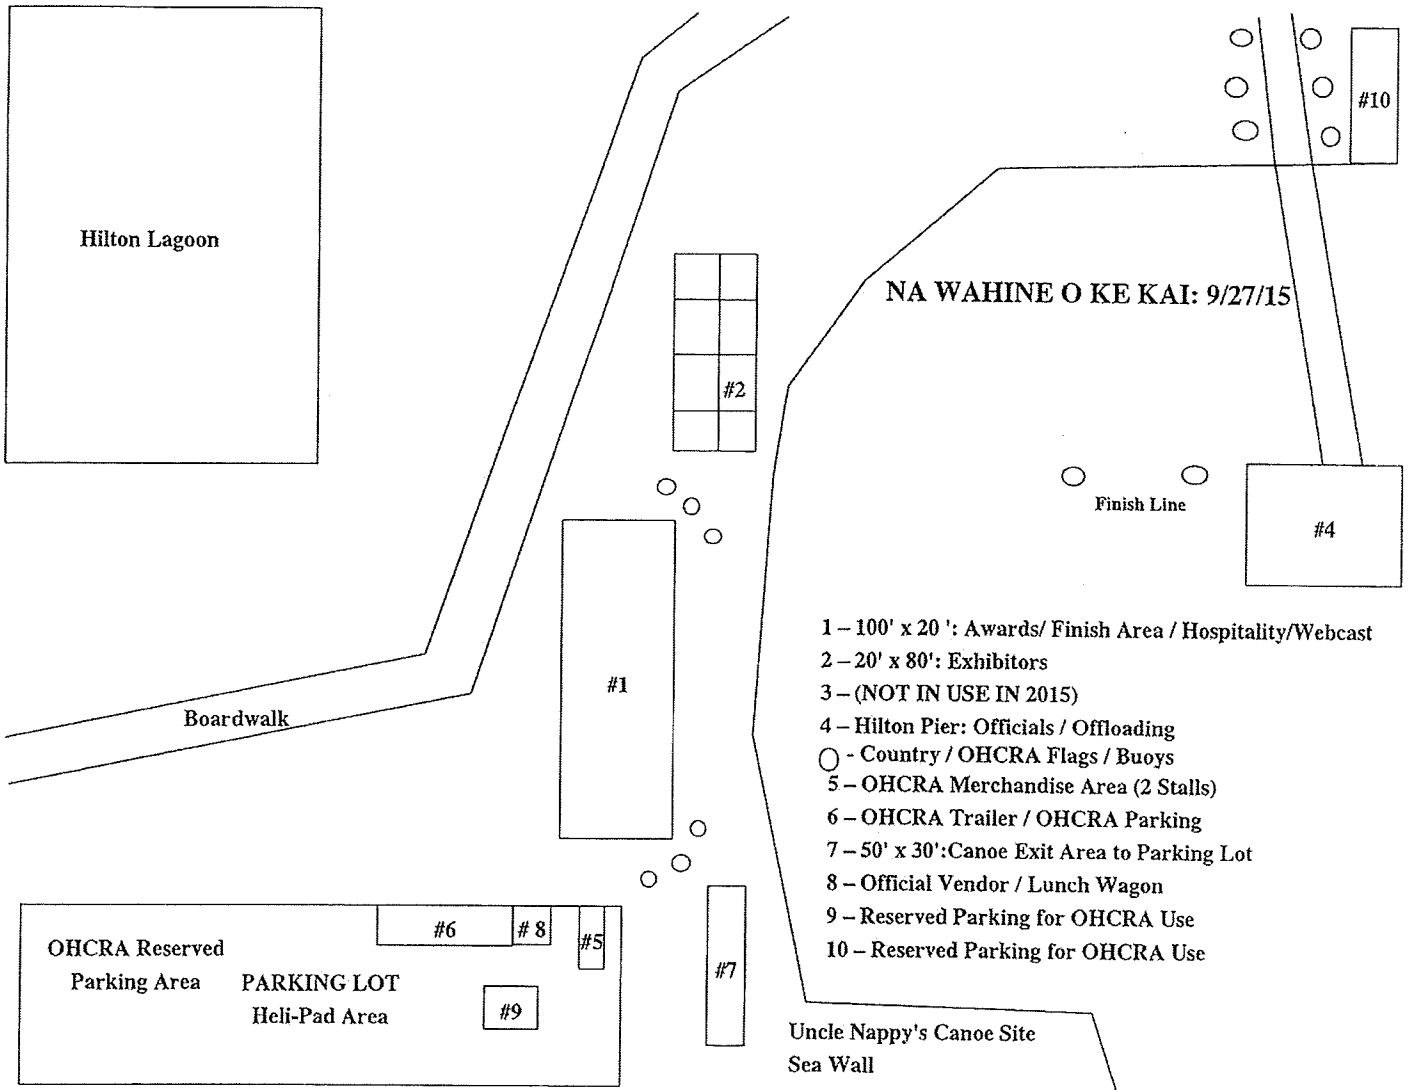 #10
Hilton Lagoon
NA WAHINE O KE KAI: 9/27/15
#2
Finish Line
#4
1 – 100' x 20 ': Awards/ Finish Area / Hospitality/Webcast
2 – 20' x 80': Exhibitors
3 – (NOT IN USE IN 2015)
4 – Hilton Pier: Officials / Offloading
- Country / OHCRA Flags / Buoys
5 – OHCRA Merchandise Area (2 Stalls)
6 – OHCRA Trailer / OHCRA Parking
7 – 50' x 30':Canoe Exit Area to Parking Lot
8 – Official Vendor / Lunch Wagon
9 – Reserved Parking for OHCRA Use
10 – Reserved Parking for OHCRA Use
#1
Boardwalk
#6
# 8
#5
OHCRA Reserved
Parking Area
PARKING LOT
Heli-Pad Area
#9
#7
Uncle Nappy's Canoe Site
Sea Wall